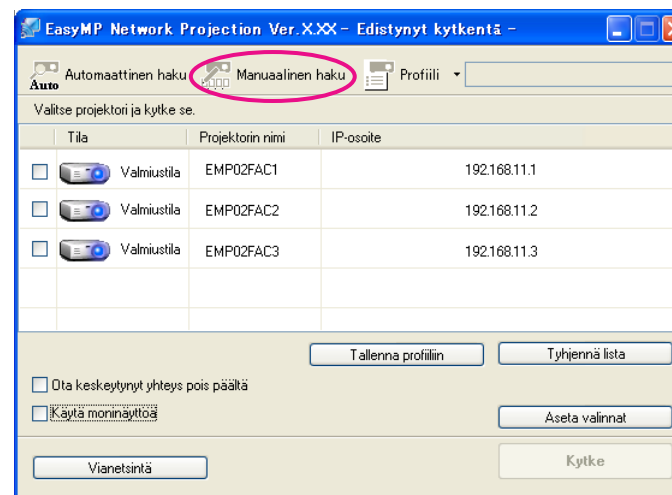 EasyMP Network Projection Ver.X.XX – Edistynyt kytkentä –
Auto Automaattinen haku Manuaalinen haku Profiili
Valitse projektori ja kytke se.
Tila Projektorin nimi IP-osoite
Valmiustila EMP02FAC1 192.168.11.1
Valmiustila EMP02FAC2 192.168.11.2
Valmiustila EMP02FAC3 192.168.11.3
Tallenna profiiliin Tyhjennä lista
Ota keskeytynyt yhteys pois päältä
Käytä moninäyttöä
Aseta valinnat
Vianetsintä Kytke